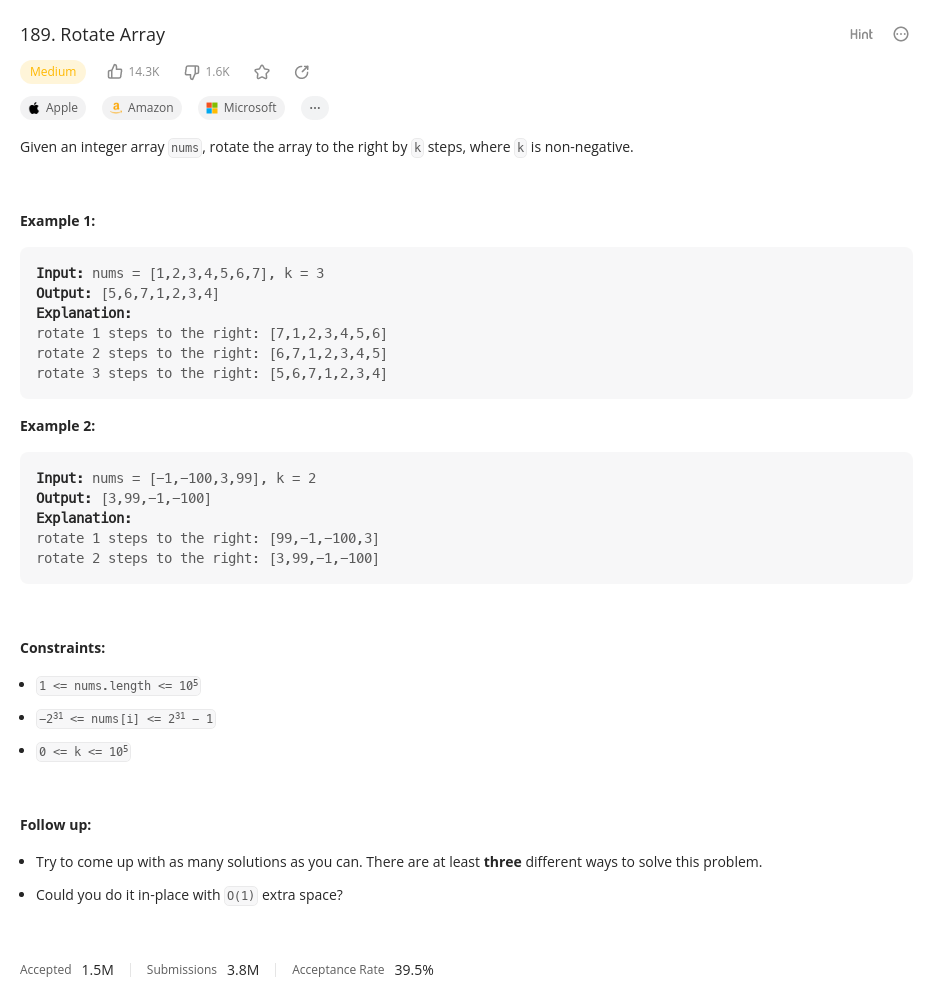 189. Rotate Array
Hint
Medium
14.3K
1.6K
Apple
Amazon
Microsoft
Given an integer array nums, rotate the array to the right by k steps, where k is non-negative.
Example 1:
Input: nums = [1,2,3,4,5,6,7], k = 3
Output: [5,6,7,1,2,3,4]
Explanation:
rotate 1 steps to the right: [7,1,2,3,4,5,6]
rotate 2 steps to the right: [6,7,1,2,3,4,5]
rotate 3 steps to the right: [5,6,7,1,2,3,4]
Example 2:
Input: nums = [-1,-100,3,99], k = 2
Output: [3,99,-1,-100]
Explanation:
rotate 1 steps to the right: [99,-1,-100,3]
rotate 2 steps to the right: [3,99,-1,-100]
Constraints:
• 1 <= nums.length <= 10⁵
• -2³¹ <= nums[i] <= 2³¹ - 1
• 0 <= k <= 10⁵
Follow up:
• Try to come up with as many solutions as you can. There are at least three different ways to solve this problem.
• Could you do it in-place with O(1) extra space?
Accepted 1.5M Submissions 3.8M Acceptance Rate 39.5%